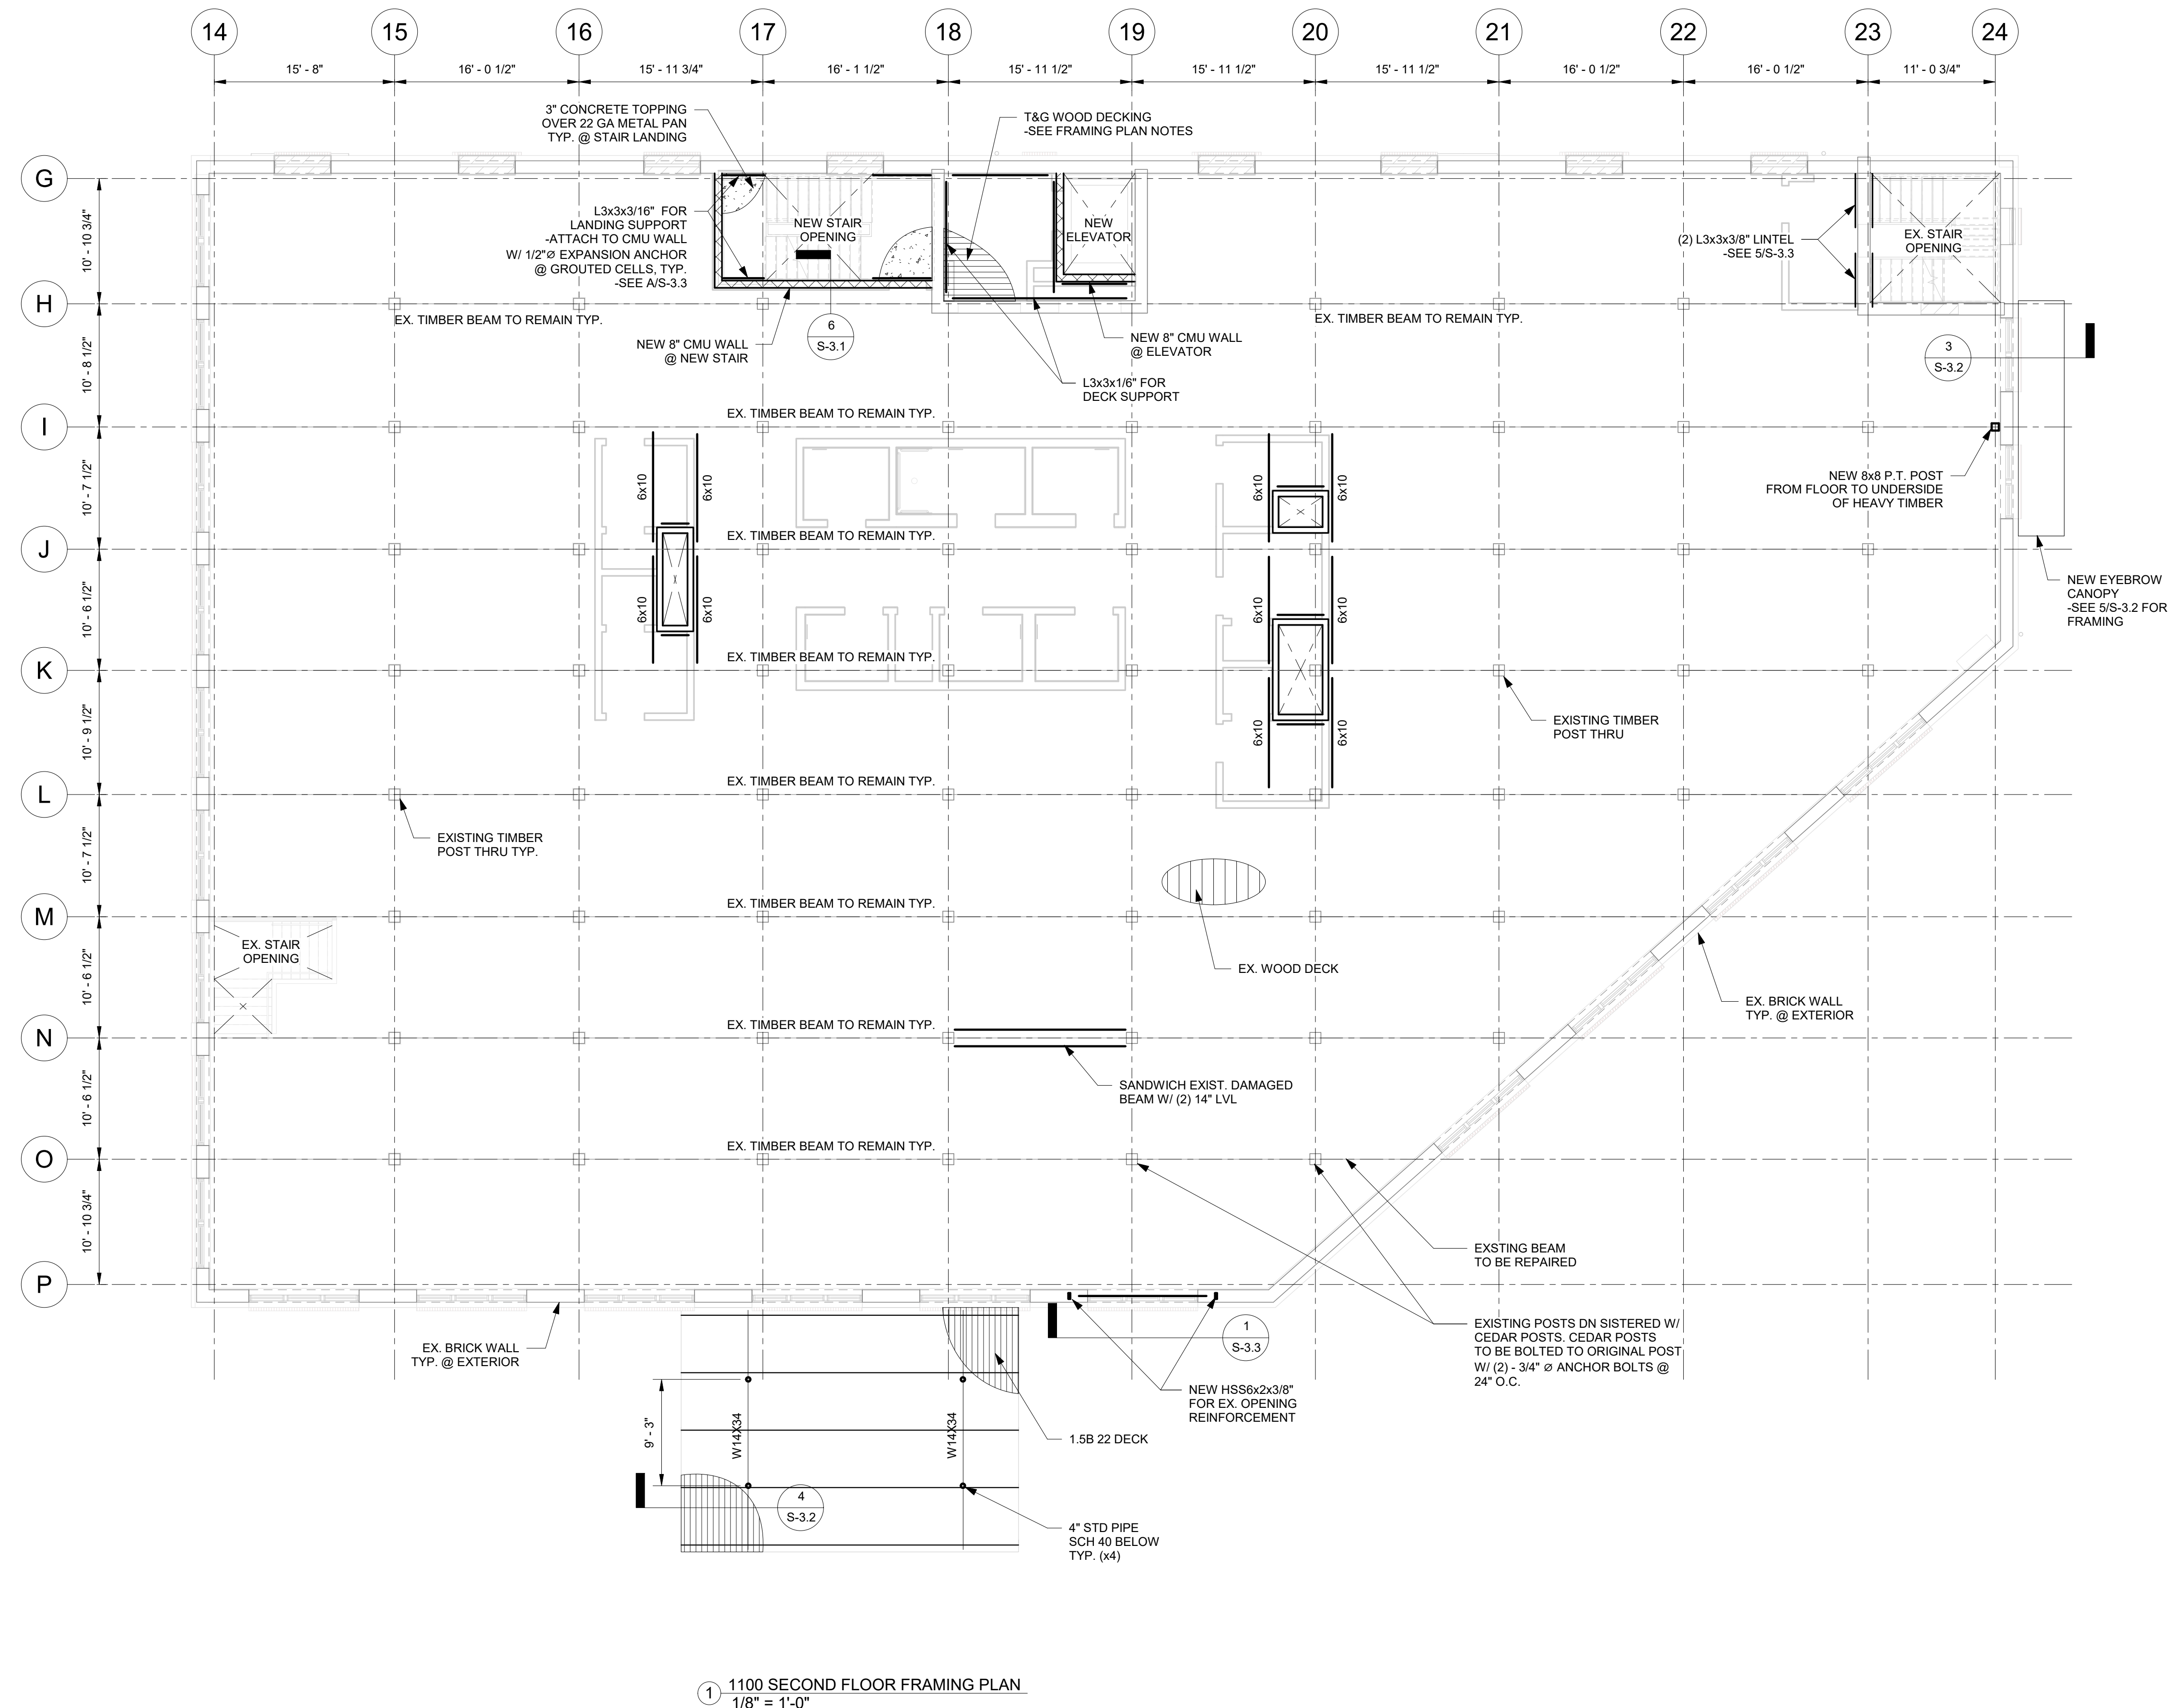 14
15
16
17
18
19
20
21
22
23
24
15' - 8"
16' - 0 1/2"
15' - 11 3/4"
16' - 1 1/2"
15' - 11 1/2"
15' - 11 1/2"
15' - 11 1/2"
16' - 0 1/2"
16' - 0 1/2"
11' - 0 3/4"
G
H
I
J
K
L
M
N
O
P
10' - 10 3/4"
10' - 8 1/2"
10' - 7 1/2"
10' - 6 1/2"
10' - 9 1/2"
10' - 7 1/2"
10' - 6 1/2"
10' - 6 1/2"
10' - 10 3/4"
3" CONCRETE TOPPING
OVER 22 GA METAL PAN
TYP. @ STAIR LANDING
T&G WOOD DECKING
-SEE FRAMING PLAN NOTES
L3x3x3/16" FOR
LANDING SUPPORT
-ATTACH TO CMU WALL
W/ 1/2"⌀ EXPANSION ANCHOR
@ GROUTED CELLS, TYP.
-SEE A/S-3.3
NEW STAIR
OPENING
NEW
ELEVATOR
(2) L3x3x3/8" LINTEL
-SEE 5/S-3.3
EX. STAIR
OPENING
EX. TIMBER BEAM TO REMAIN TYP.
EX. TIMBER BEAM TO REMAIN TYP.
6
S-3.1
NEW 8" CMU WALL
@ NEW STAIR
NEW 8" CMU WALL
@ ELEVATOR
L3x3x1/6" FOR
DECK SUPPORT
3
S-3.2
EX. TIMBER BEAM TO REMAIN TYP.
6x10
6x10
6x10
6x10
NEW 8x8 P.T. POST
FROM FLOOR TO UNDERSIDE
OF HEAVY TIMBER
EX. TIMBER BEAM TO REMAIN TYP.
6x10
6x10
6x10
6x10
NEW EYEBROW
CANOPY
-SEE 5/S-3.2 FOR
FRAMING
EX. TIMBER BEAM TO REMAIN TYP.
6x10
6x10
EXISTING TIMBER
POST THRU
EX. TIMBER BEAM TO REMAIN TYP.
EXISTING TIMBER
POST THRU TYP.
EX. TIMBER BEAM TO REMAIN TYP.
EX. STAIR
OPENING
EX. WOOD DECK
EX. BRICK WALL
TYP. @ EXTERIOR
EX. TIMBER BEAM TO REMAIN TYP.
SANDWICH EXIST. DAMAGED
BEAM W/ (2) 14" LVL
EX. TIMBER BEAM TO REMAIN TYP.
EXSTING BEAM
TO BE REPAIRED
EXISTING POSTS DN SISTERED W/
CEDAR POSTS. CEDAR POSTS
TO BE BOLTED TO ORIGINAL POST
W/ (2) - 3/4" ⌀ ANCHOR BOLTS @
24" O.C.
EX. BRICK WALL
TYP. @ EXTERIOR
1
S-3.3
NEW HSS6x2x3/8"
FOR EX. OPENING
REINFORCEMENT
9' - 3"
W14X34
W14X34
1.5B 22 DECK
4
S-3.2
4" STD PIPE
SCH 40 BELOW
TYP. (x4)
1
1100 SECOND FLOOR FRAMING PLAN
1/8" = 1'-0"